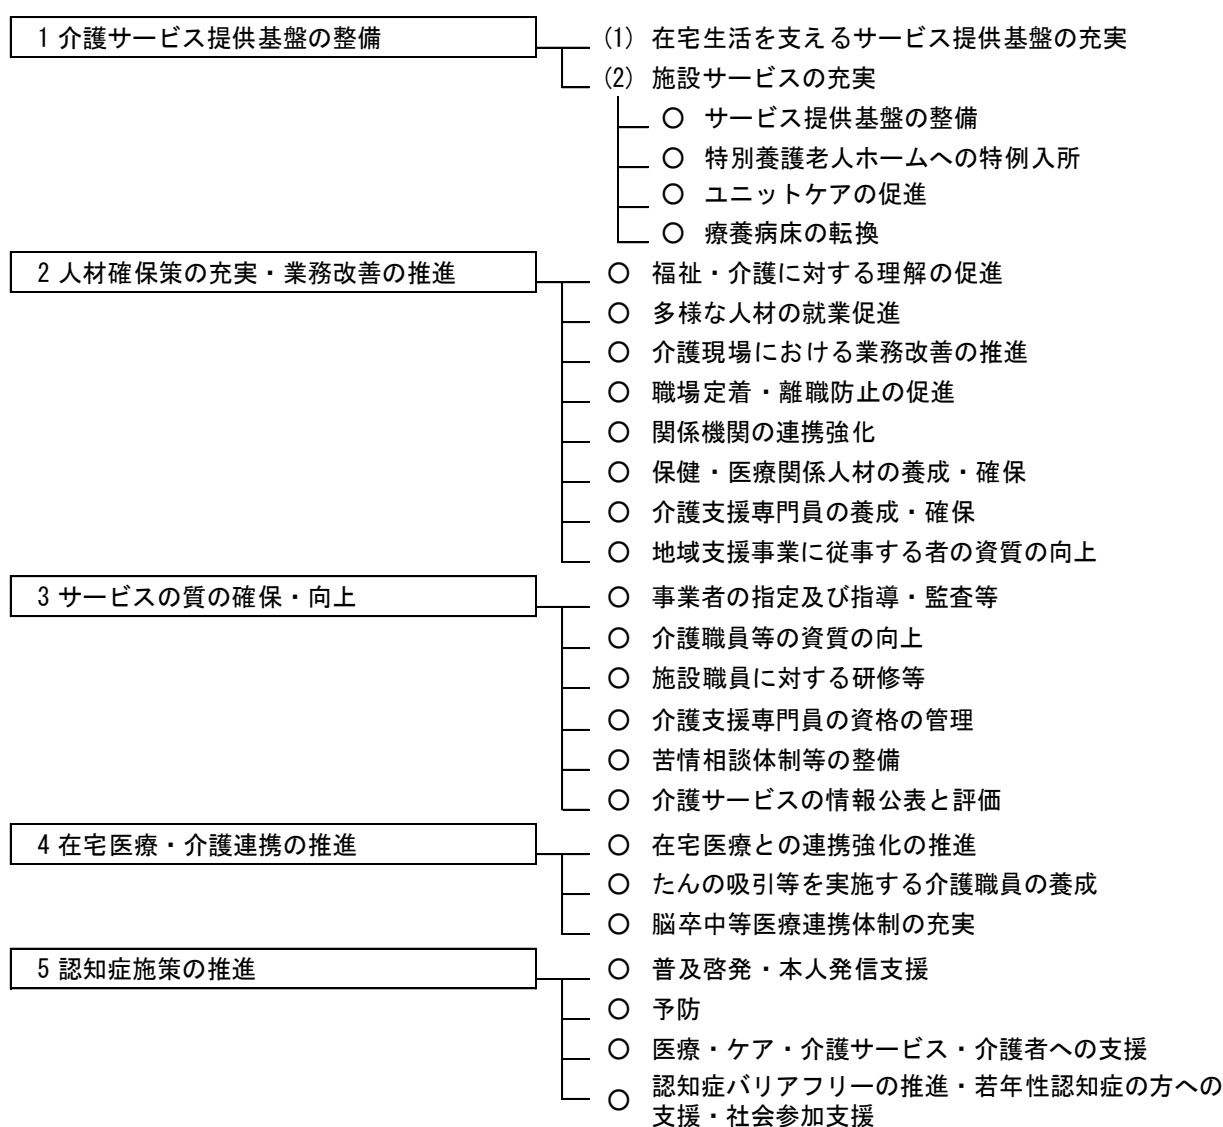 1 介護サービス提供基盤の整備
(1) 在宅生活を支えるサービス提供基盤の充実
(2) 施設サービスの充実
○ サービス提供基盤の整備
○ 特別養護老人ホームへの特例入所
○ ユニットケアの促進
○ 療養病床の転換
2 人材確保策の充実・業務改善の推進
○ 福祉・介護に対する理解の促進
○ 多様な人材の就業促進
○ 介護現場における業務改善の推進
○ 職場定着・離職防止の促進
○ 関係機関の連携強化
○ 保健・医療関係人材の養成・確保
○ 介護支援専門員の養成・確保
○ 地域支援事業に従事する者の資質の向上
3 サービスの質の確保・向上
○ 事業者の指定及び指導・監査等
○ 介護職員等の資質の向上
○ 施設職員に対する研修等
○ 介護支援専門員の資格の管理
○ 苦情相談体制等の整備
○ 介護サービスの情報公表と評価
4 在宅医療・介護連携の推進
○ 在宅医療との連携強化の推進
○ たんの吸引等を実施する介護職員の養成
○ 脳卒中等医療連携体制の充実
5 認知症施策の推進
○ 普及啓発・本人発信支援
○ 予防
○ 医療・ケア・介護サービス・介護者への支援
○ 認知症バリアフリーの推進・若年性認知症の方への
支援・社会参加支援